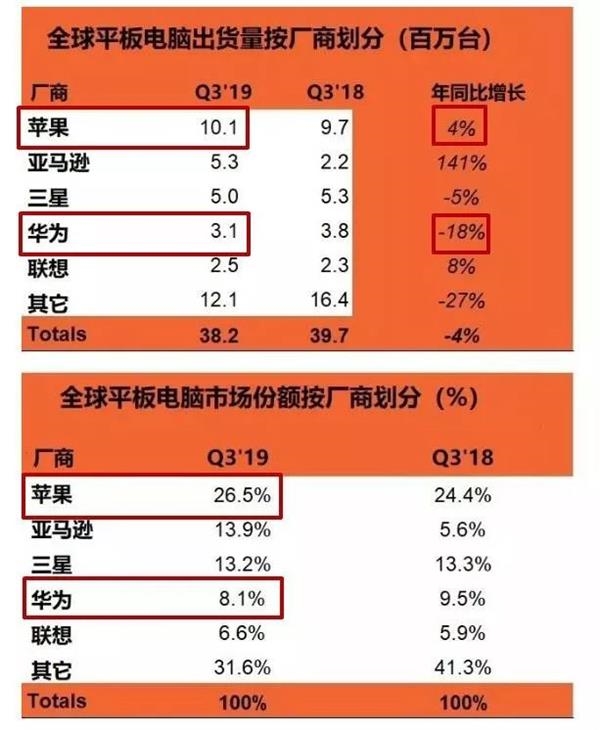 全球平板电脑出货量按厂商划分（百万台）
厂商 Q3'19 Q3'18 年同比增长
苹果 10.1 9.7 4%
亚马逊 5.3 2.2 141%
三星 5.0 5.3 -5%
华为 3.1 3.8 -18%
联想 2.5 2.3 8%
其它 12.1 16.4 -27%
Totals 38.2 39.7 -4%
全球平板电脑市场份额按厂商划分（%）
厂商 Q3'19 Q3'18
苹果 26.5% 24.4%
亚马逊 13.9% 5.6%
三星 13.2% 13.3%
华为 8.1% 9.5%
联想 6.6% 5.9%
其它 31.6% 41.3%
Totals 100% 100%